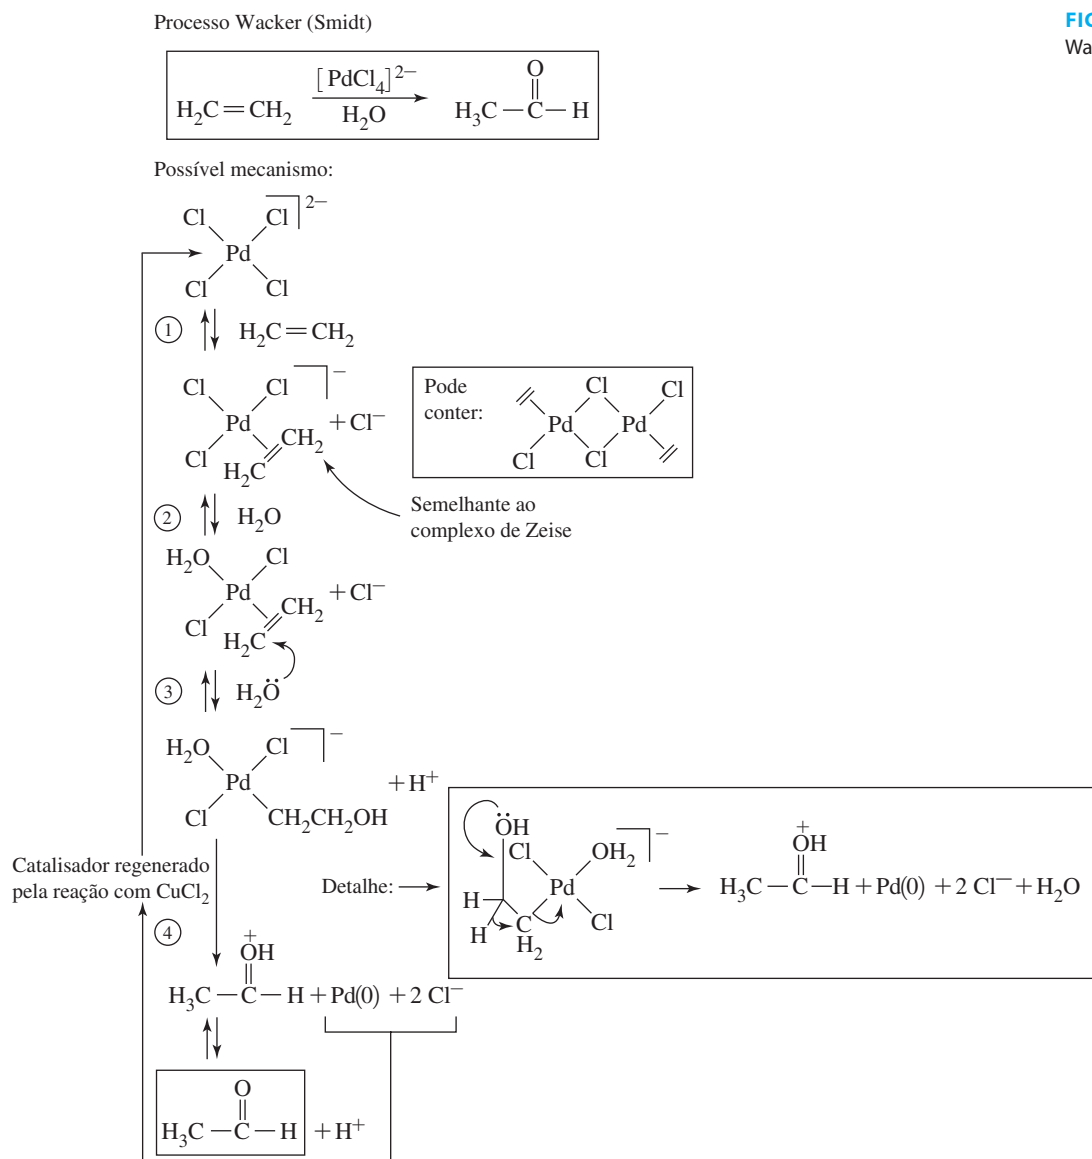 Processo Wacker (Smidt)
FIG
Wa
H₂C=CH₂ [PdCl₄]²⁻ H₂O H₃C—C—H O
Possível mecanismo:
Cl Cl 2−
Pd
Cl Cl
① H₂C=CH₂
Cl Cl −
Pd + Cl⁻
Cl CH₂
H₂C
Pode
conter:
Cl Cl
Pd Pd
Cl Cl
Semelhante ao
complexo de Zeise
② H₂O
H₂O Cl
Pd + Cl⁻
Cl CH₂
H₂C
③ H₂O
H₂O Cl −
Pd + H⁺
Cl CH₂CH₂OH
Catalisador regenerado
pela reação com CuCl₂
Detalhe:
OH −
Cl OH₂
Pd
H Cl
H C
H₂
+
OH
H₃C—C—H + Pd(0) + 2 Cl⁻ + H₂O
④
+
OH
H₃C—C—H + Pd(0) + 2 Cl⁻
O
H₃C—C—H + H⁺